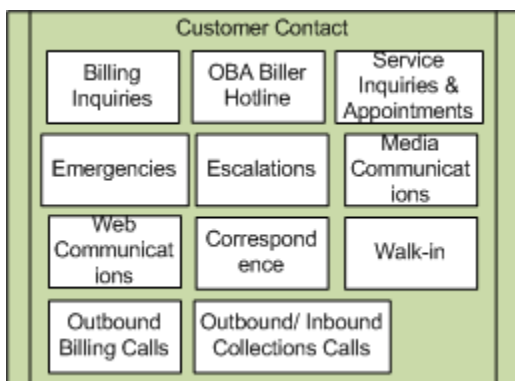 Customer Contact
Billing
Inquiries
OBA Biller
Hotline
Service
Inquiries &
Appointments
Emergencies
Escalations
Media
Communicat
ions
Web
Communicat
ions
Correspond
ence
Walk-in
Outbound
Billing Calls
Outbound/ Inbound
Collections Calls